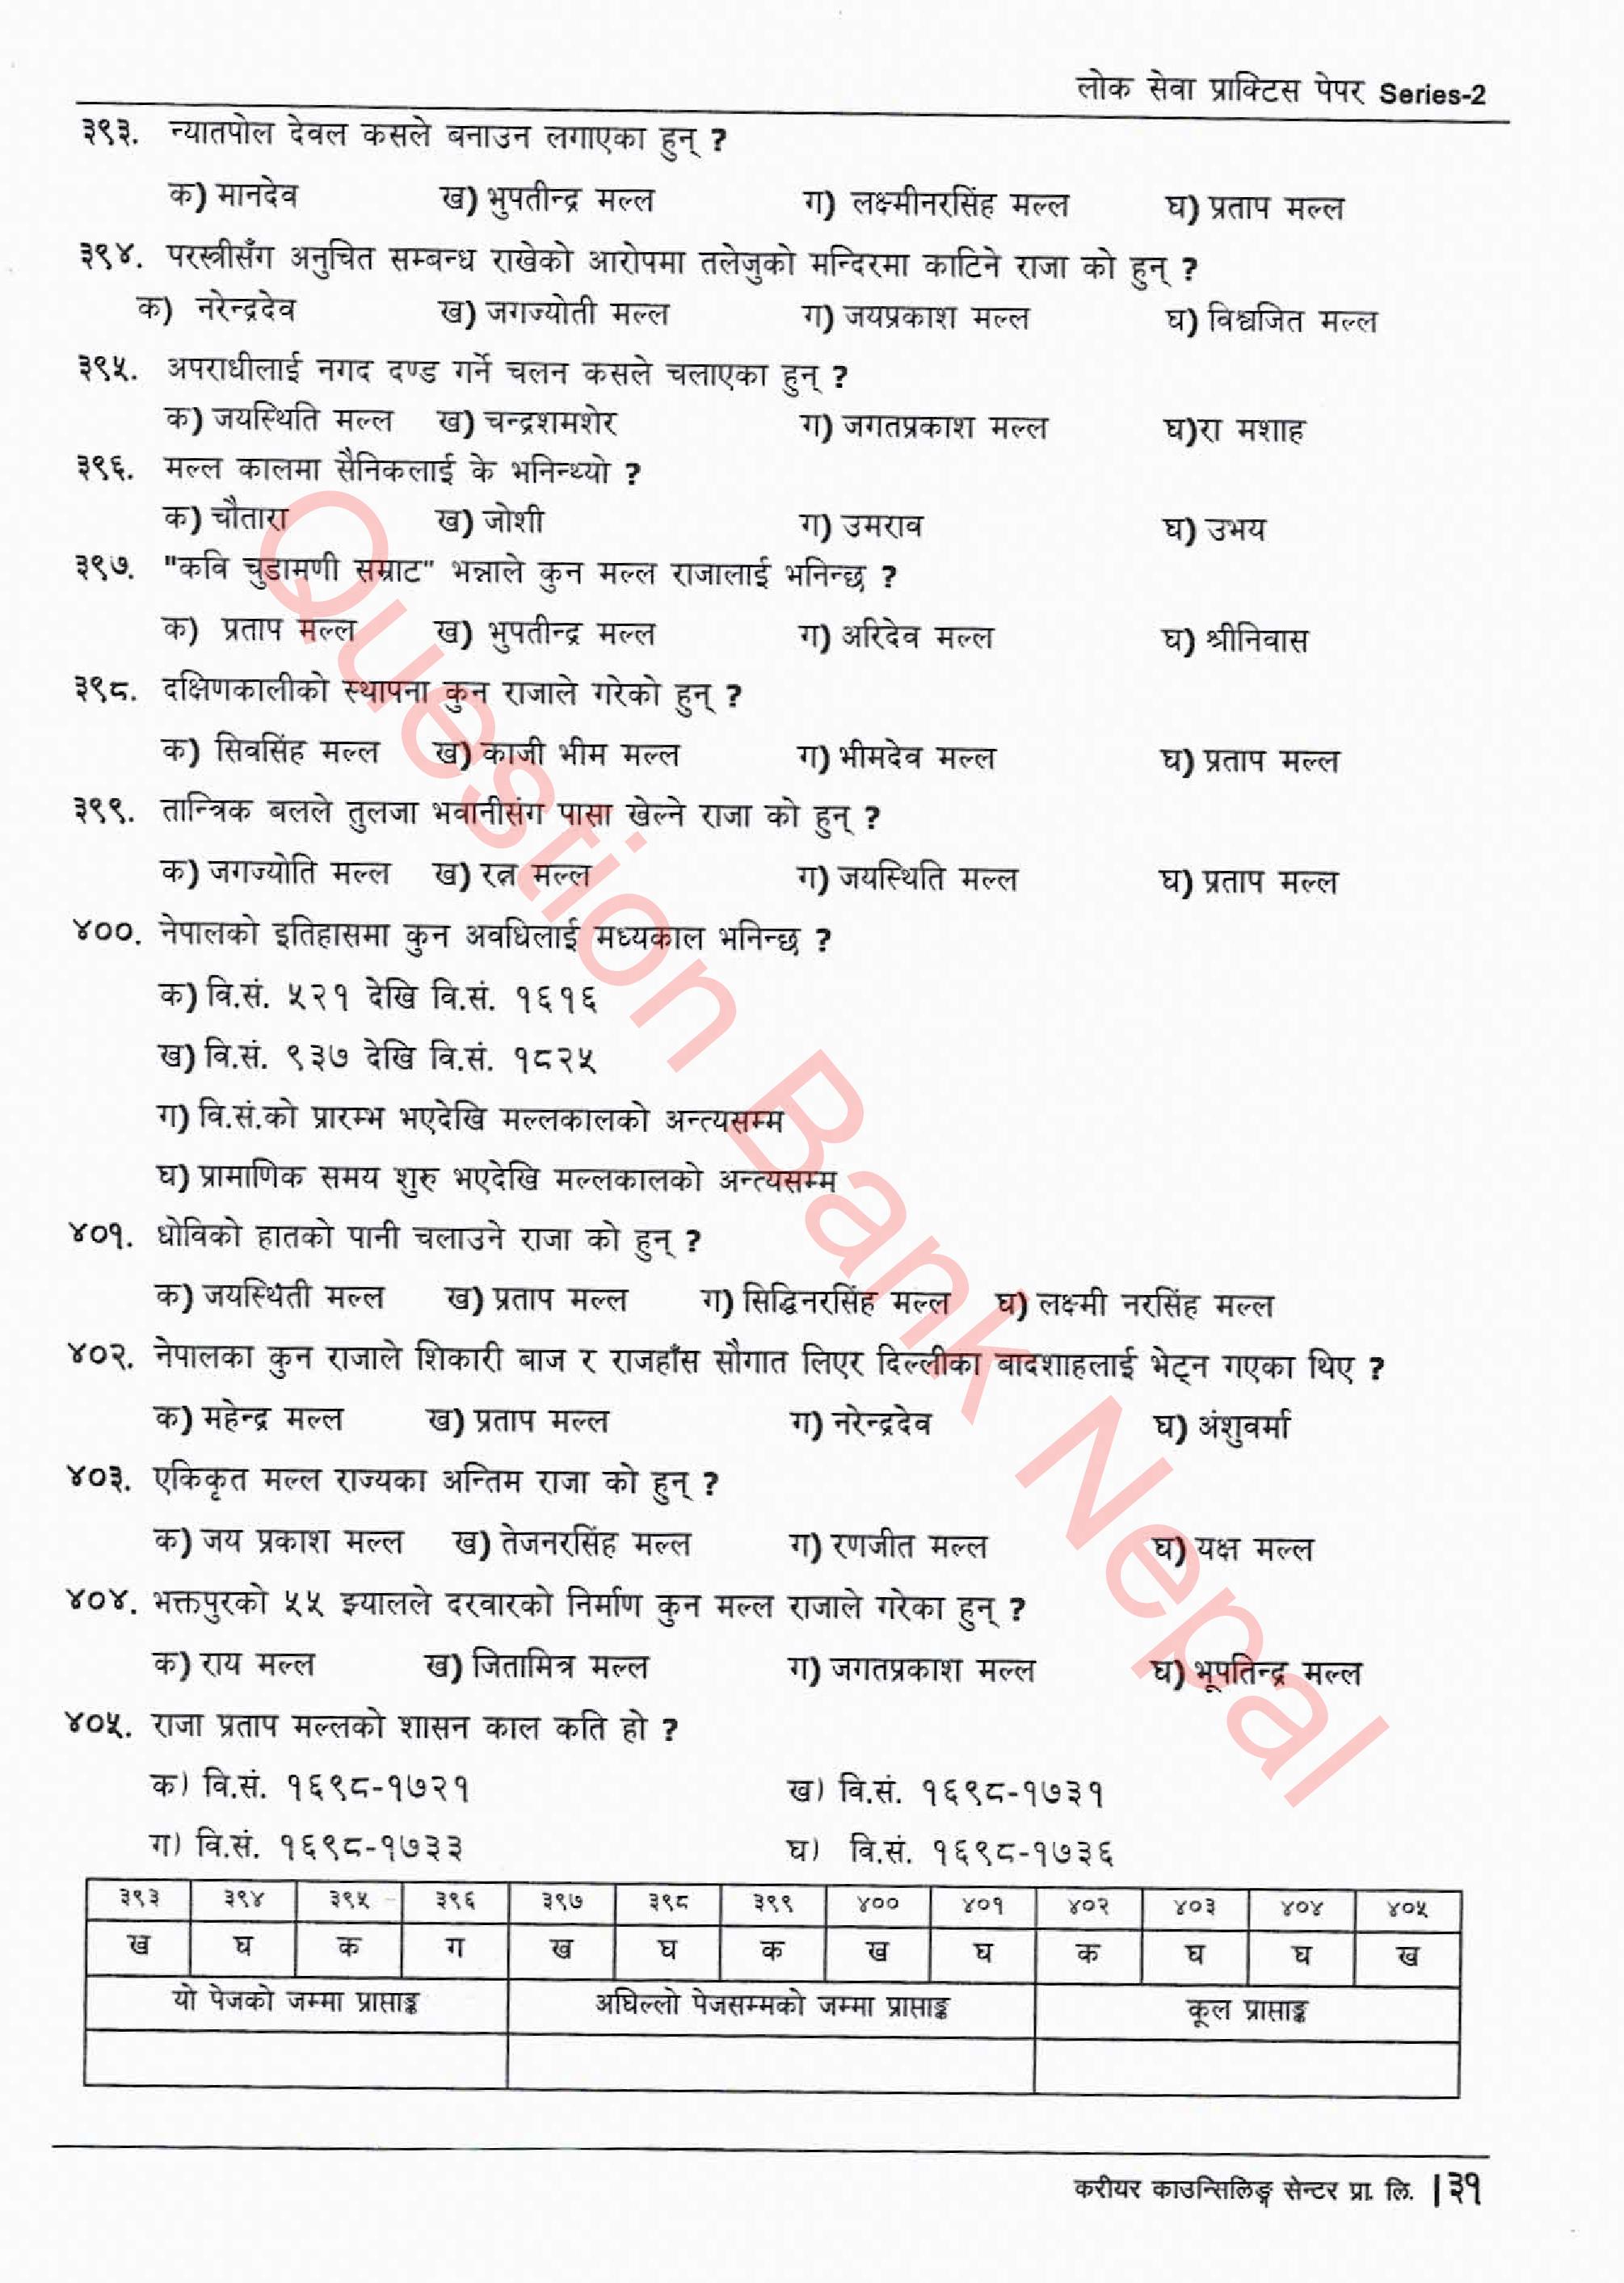 लोक सेवा प्राक्टिस पेपर Series-2
३९३. न्यातपोल देवल कसले बनाउन लगाएका हुन् ?
क) मानदेव ख) भुपतीन्द्र मल्ल ग) लक्ष्मीनरसिंह मल्ल घ) प्रताप मल्ल
३९४. परस्त्रीसँग अनुचित सम्बन्ध राखेको आरोपमा तलेजुको मन्दिरमा काटिने राजा को हुन् ?
क) नरेन्द्रदेव ख) जगज्योती मल्ल ग) जयप्रकाश मल्ल घ) विश्वजित मल्ल
३९५. अपराधीलाई नगद दण्ड गर्ने चलन कसले चलाएका हुन् ?
क) जयस्थिति मल्ल ख) चन्द्रशमशेर ग) जगतप्रकाश मल्ल घ)रा मशाह
३९६. मल्ल कालमा सैनिकलाई के भनिन्थ्यो ?
क) चौतारा ख) जोशी ग) उमराव घ) उभय
३९७. "कवि चुडामणी सम्राट" भन्नाले कुन मल्ल राजालाई भनिन्छ ?
क) प्रताप मल्ल ख) भुपतीन्द्र मल्ल ग) अरिदेव मल्ल घ) श्रीनिवास
३९८. दक्षिणकालीको स्थापना कुन राजाले गरेको हुन् ?
क) सिवसिंह मल्ल ख) काजी भीम मल्ल ग) भीमदेव मल्ल घ) प्रताप मल्ल
३९९. तान्त्रिक बलले तुलजा भवानीसंग पासा खेल्ने राजा को हुन् ?
क) जगज्योति मल्ल ख) रत्न मल्ल ग) जयस्थिति मल्ल घ) प्रताप मल्ल
४००. नेपालको इतिहासमा कुन अवधिलाई मध्यकाल भनिन्छ ?
क) वि.सं. ५२१ देखि वि.सं. १६१६
ख) वि.सं. ९३७ देखि वि.सं. १८२५
ग) वि.सं.को प्रारम्भ भएदेखि मल्लकालको अन्त्यसम्म
घ) प्रामाणिक समय शुरु भएदेखि मल्लकालको अन्त्यसम्म
४०१. धोविको हातको पानी चलाउने राजा को हुन् ?
क) जयस्थिती मल्ल ख) प्रताप मल्ल ग) सिद्धिनरसिंह मल्ल घ) लक्ष्मी नरसिंह मल्ल
४०२. नेपालका कुन राजाले शिकारी बाज र राजहाँस सौगात लिएर दिल्लीका बादशाहलाई भेट्न गएका थिए ?
क) महेन्द्र मल्ल ख) प्रताप मल्ल ग) नरेन्द्रदेव घ) अंशुवर्मा
४०३. एकिकृत मल्ल राज्यका अन्तिम राजा को हुन् ?
क) जय प्रकाश मल्ल ख) तेजनरसिंह मल्ल ग) रणजीत मल्ल घ) यक्ष मल्ल
४०४. भक्तपुरको ५५ झ्यालले दरवारको निर्माण कुन मल्ल राजाले गरेका हुन् ?
क) राय मल्ल ख) जितामित्र मल्ल ग) जगतप्रकाश मल्ल घ) भूपतिन्द्र मल्ल
४०५. राजा प्रताप मल्लको शासन काल कति हो ?
क) वि.सं. १६९८-१७२१ ख) वि.सं. १६९८-१७३१
ग) वि.सं. १६९८-१७३३ घ) वि.सं. १६९८-१७३६
३९३ ३९४ ३९५ ३९६ ३९७ ३९८ ३९९ ४०० ४०१ ४०२ ४०३ ४०४ ४०५
ख घ क ग ख घ क ख घ क घ घ ख
यो पेजको जम्मा प्राप्ताङ्क अघिल्लो पेजसम्मको जम्मा प्राप्ताङ्क कूल प्राप्ताङ्क
करीयर काउन्सिलिङ्ग सेन्टर प्रा. लि. |३१
Question Bank Nepal